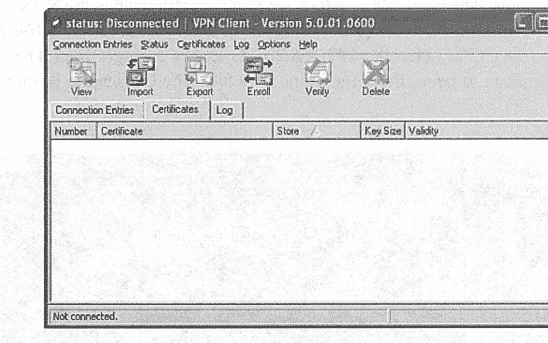 status: Disconnected | VPN Client - Version 5.0.01.0600
Connection Entries Status Certificates Log Options Help
View Import Export Enroll Verify Delete
Connection Entries Certificates Log
Number Certificate Store Key Size Validity
Not connected.